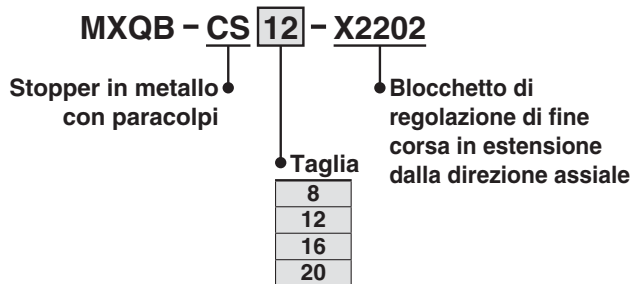 MXQB – CS 12 – X2202
Stopper in metallo
con paracolpi
Blocchetto di
regolazione di fine
corsa in estensione
dalla direzione assiale
Taglia
8
12
16
20